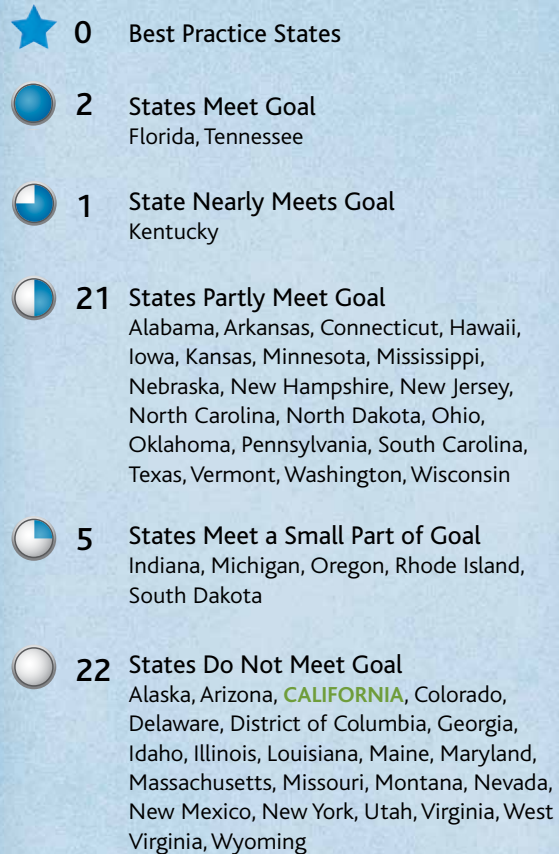 0 Best Practice States
2 States Meet Goal
Florida, Tennessee
1 State Nearly Meets Goal
Kentucky
21 States Partly Meet Goal
Alabama, Arkansas, Connecticut, Hawaii,
Iowa, Kansas, Minnesota, Mississippi,
Nebraska, New Hampshire, New Jersey,
North Carolina, North Dakota, Ohio,
Oklahoma, Pennsylvania, South Carolina,
Texas, Vermont, Washington, Wisconsin
5 States Meet a Small Part of Goal
Indiana, Michigan, Oregon, Rhode Island,
South Dakota
22 States Do Not Meet Goal
Alaska, Arizona, CALIFORNIA, Colorado,
Delaware, District of Columbia, Georgia,
Idaho, Illinois, Louisiana, Maine, Maryland,
Massachusetts, Missouri, Montana, Nevada,
New Mexico, New York, Utah, Virginia, West
Virginia, Wyoming